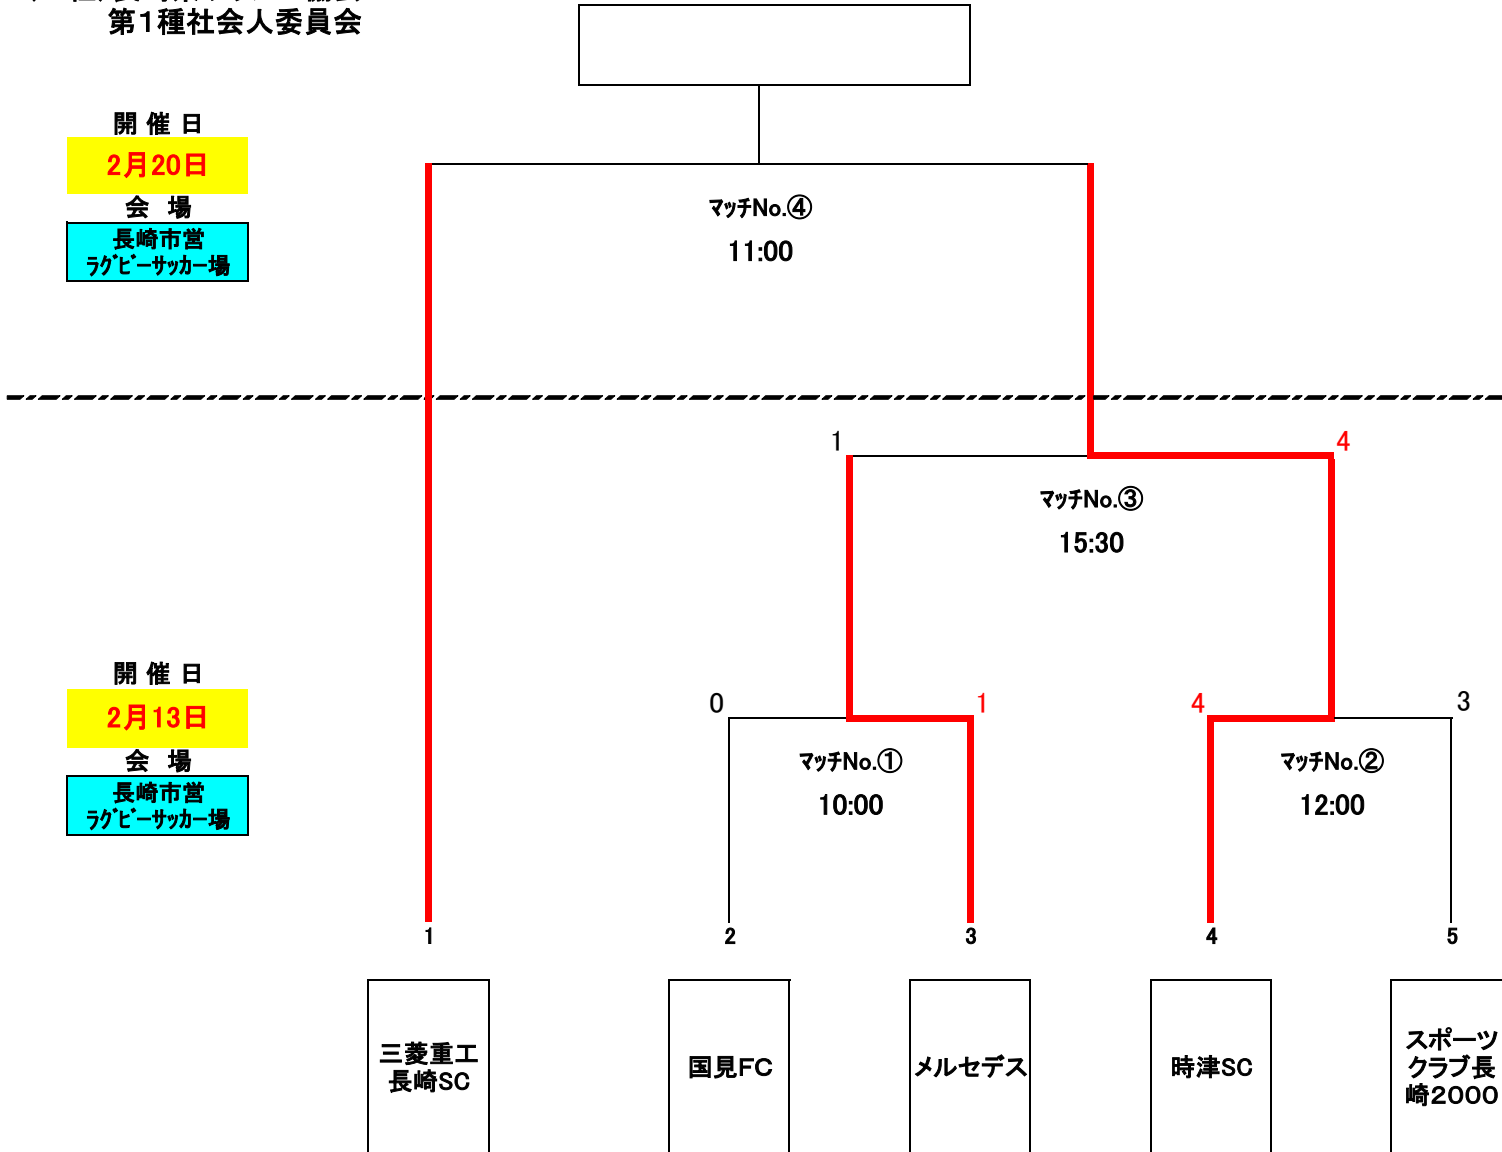 第1種社会人委員会
開 催 日
2月20日
会 場
長崎市営
ラグビーサッカー場
マッチNo.④
11:00
1
4
マッチNo.③
15:30
開 催 日
2月13日
会 場
長崎市営
ラグビーサッカー場
0
1
4
3
マッチNo.①
10:00
マッチNo.②
12:00
1
2
3
4
5
三菱重工
長崎SC
国見FC
メルセデス
時津SC
スポーツ
クラブ長
崎2000